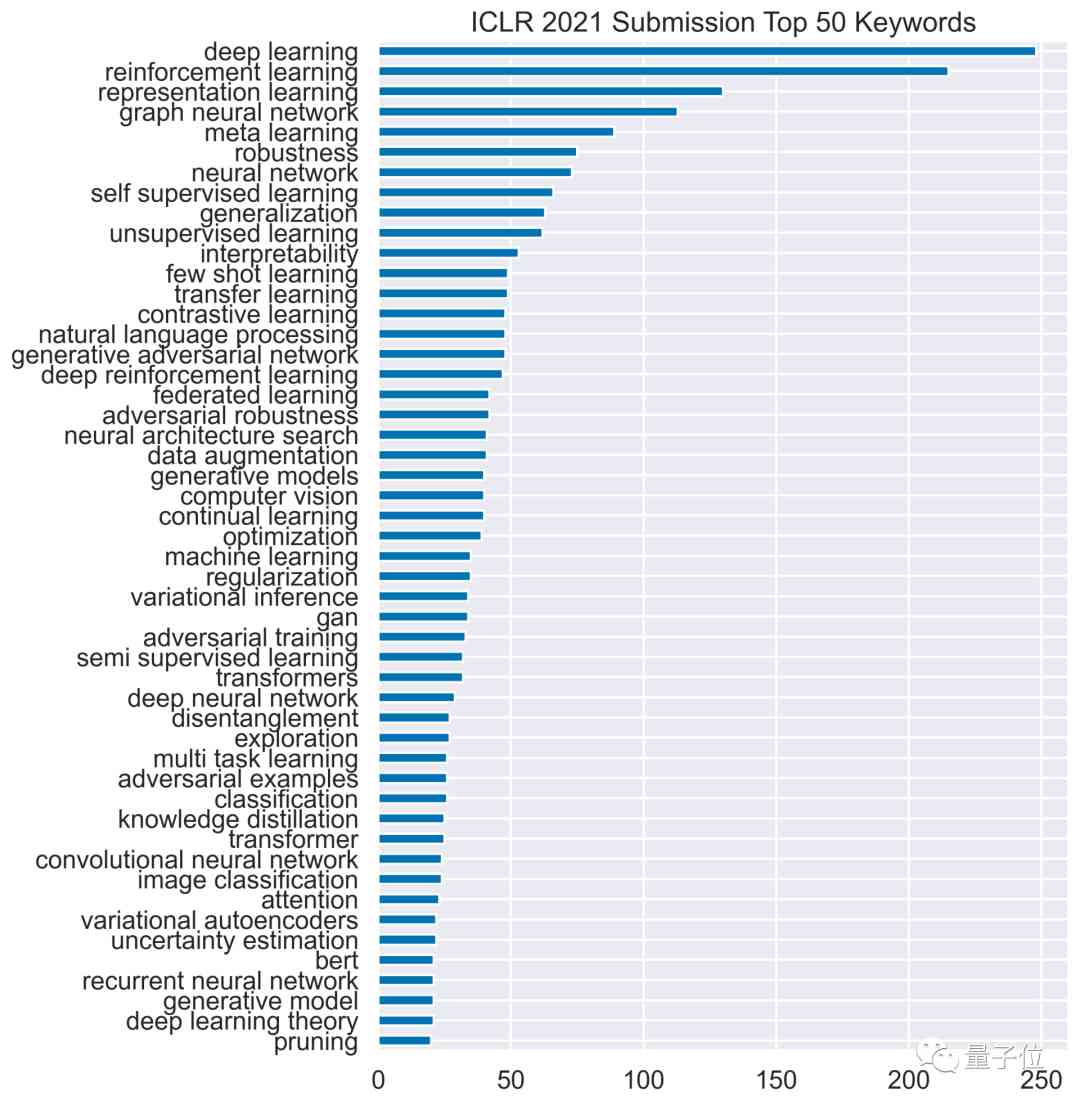 ICLR 2021 Submission Top 50 Keywords
deep learning
reinforcement learning
representation learning
graph neural network
meta learning
robustness
neural network
self supervised learning
generalization
unsupervised learning
interpretability
few shot learning
transfer learning
contrastive learning
natural language processing
generative adversarial network
deep reinforcement learning
federated learning
adversarial robustness
neural architecture search
data augmentation
generative models
computer vision
continual learning
optimization
machine learning
regularization
variational inference
gan
adversarial training
semi supervised learning
transformers
deep neural network
disentanglement
exploration
multi task learning
adversarial examples
classification
knowledge distillation
transformer
convolutional neural network
image classification
attention
variational autoencoders
uncertainty estimation
bert
recurrent neural network
generative model
deep learning theory
pruning
量子位
0 50 100 150 200 250